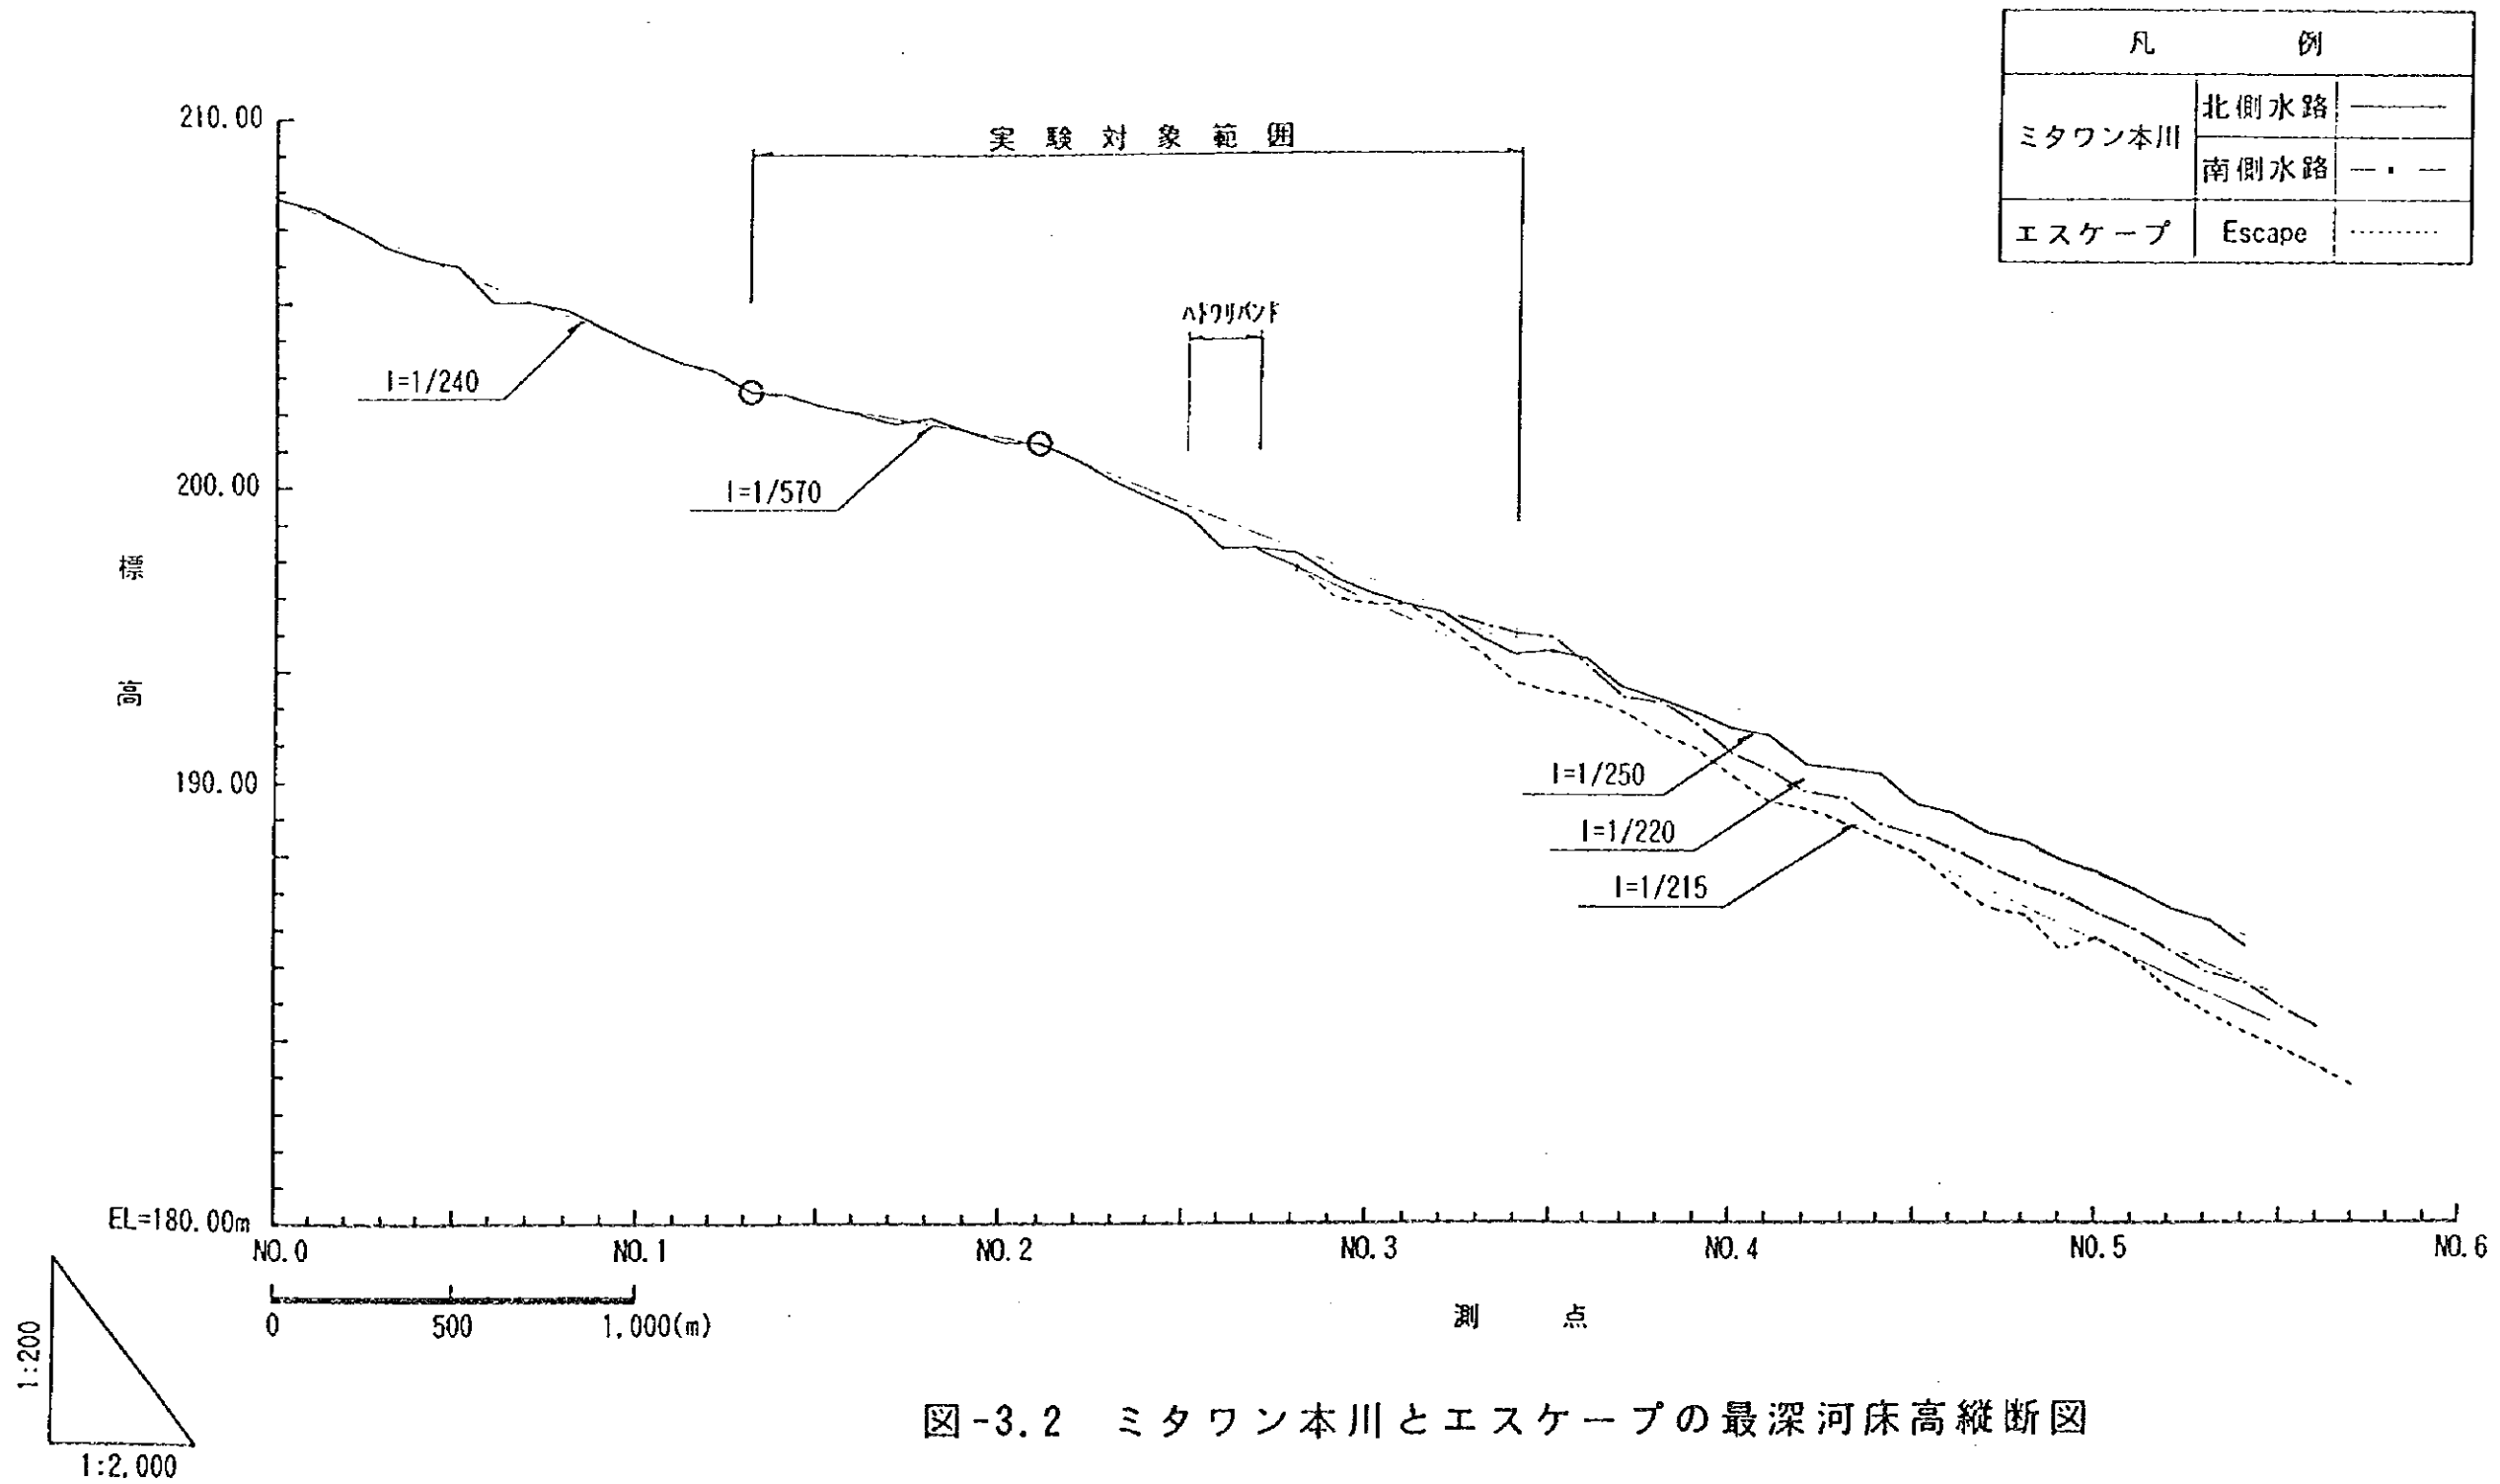 凡 例
ミタワン本川
北側水路
南側水路
エスケープ
Escape
210.00
実験対象範囲
ハドワリバンド
I=1/240
I=1/570
200.00
標
高
I=1/250
190.00
I=1/220
I=1/215
EL=180.00m
NO.0
NO.1
NO.2
NO.3
NO.4
NO.5
NO.6
0
500
1,000(m)
測 点
1:200
1:2,000
図-3.2 ミタワン本川とエスケープの最深河床高縦断図